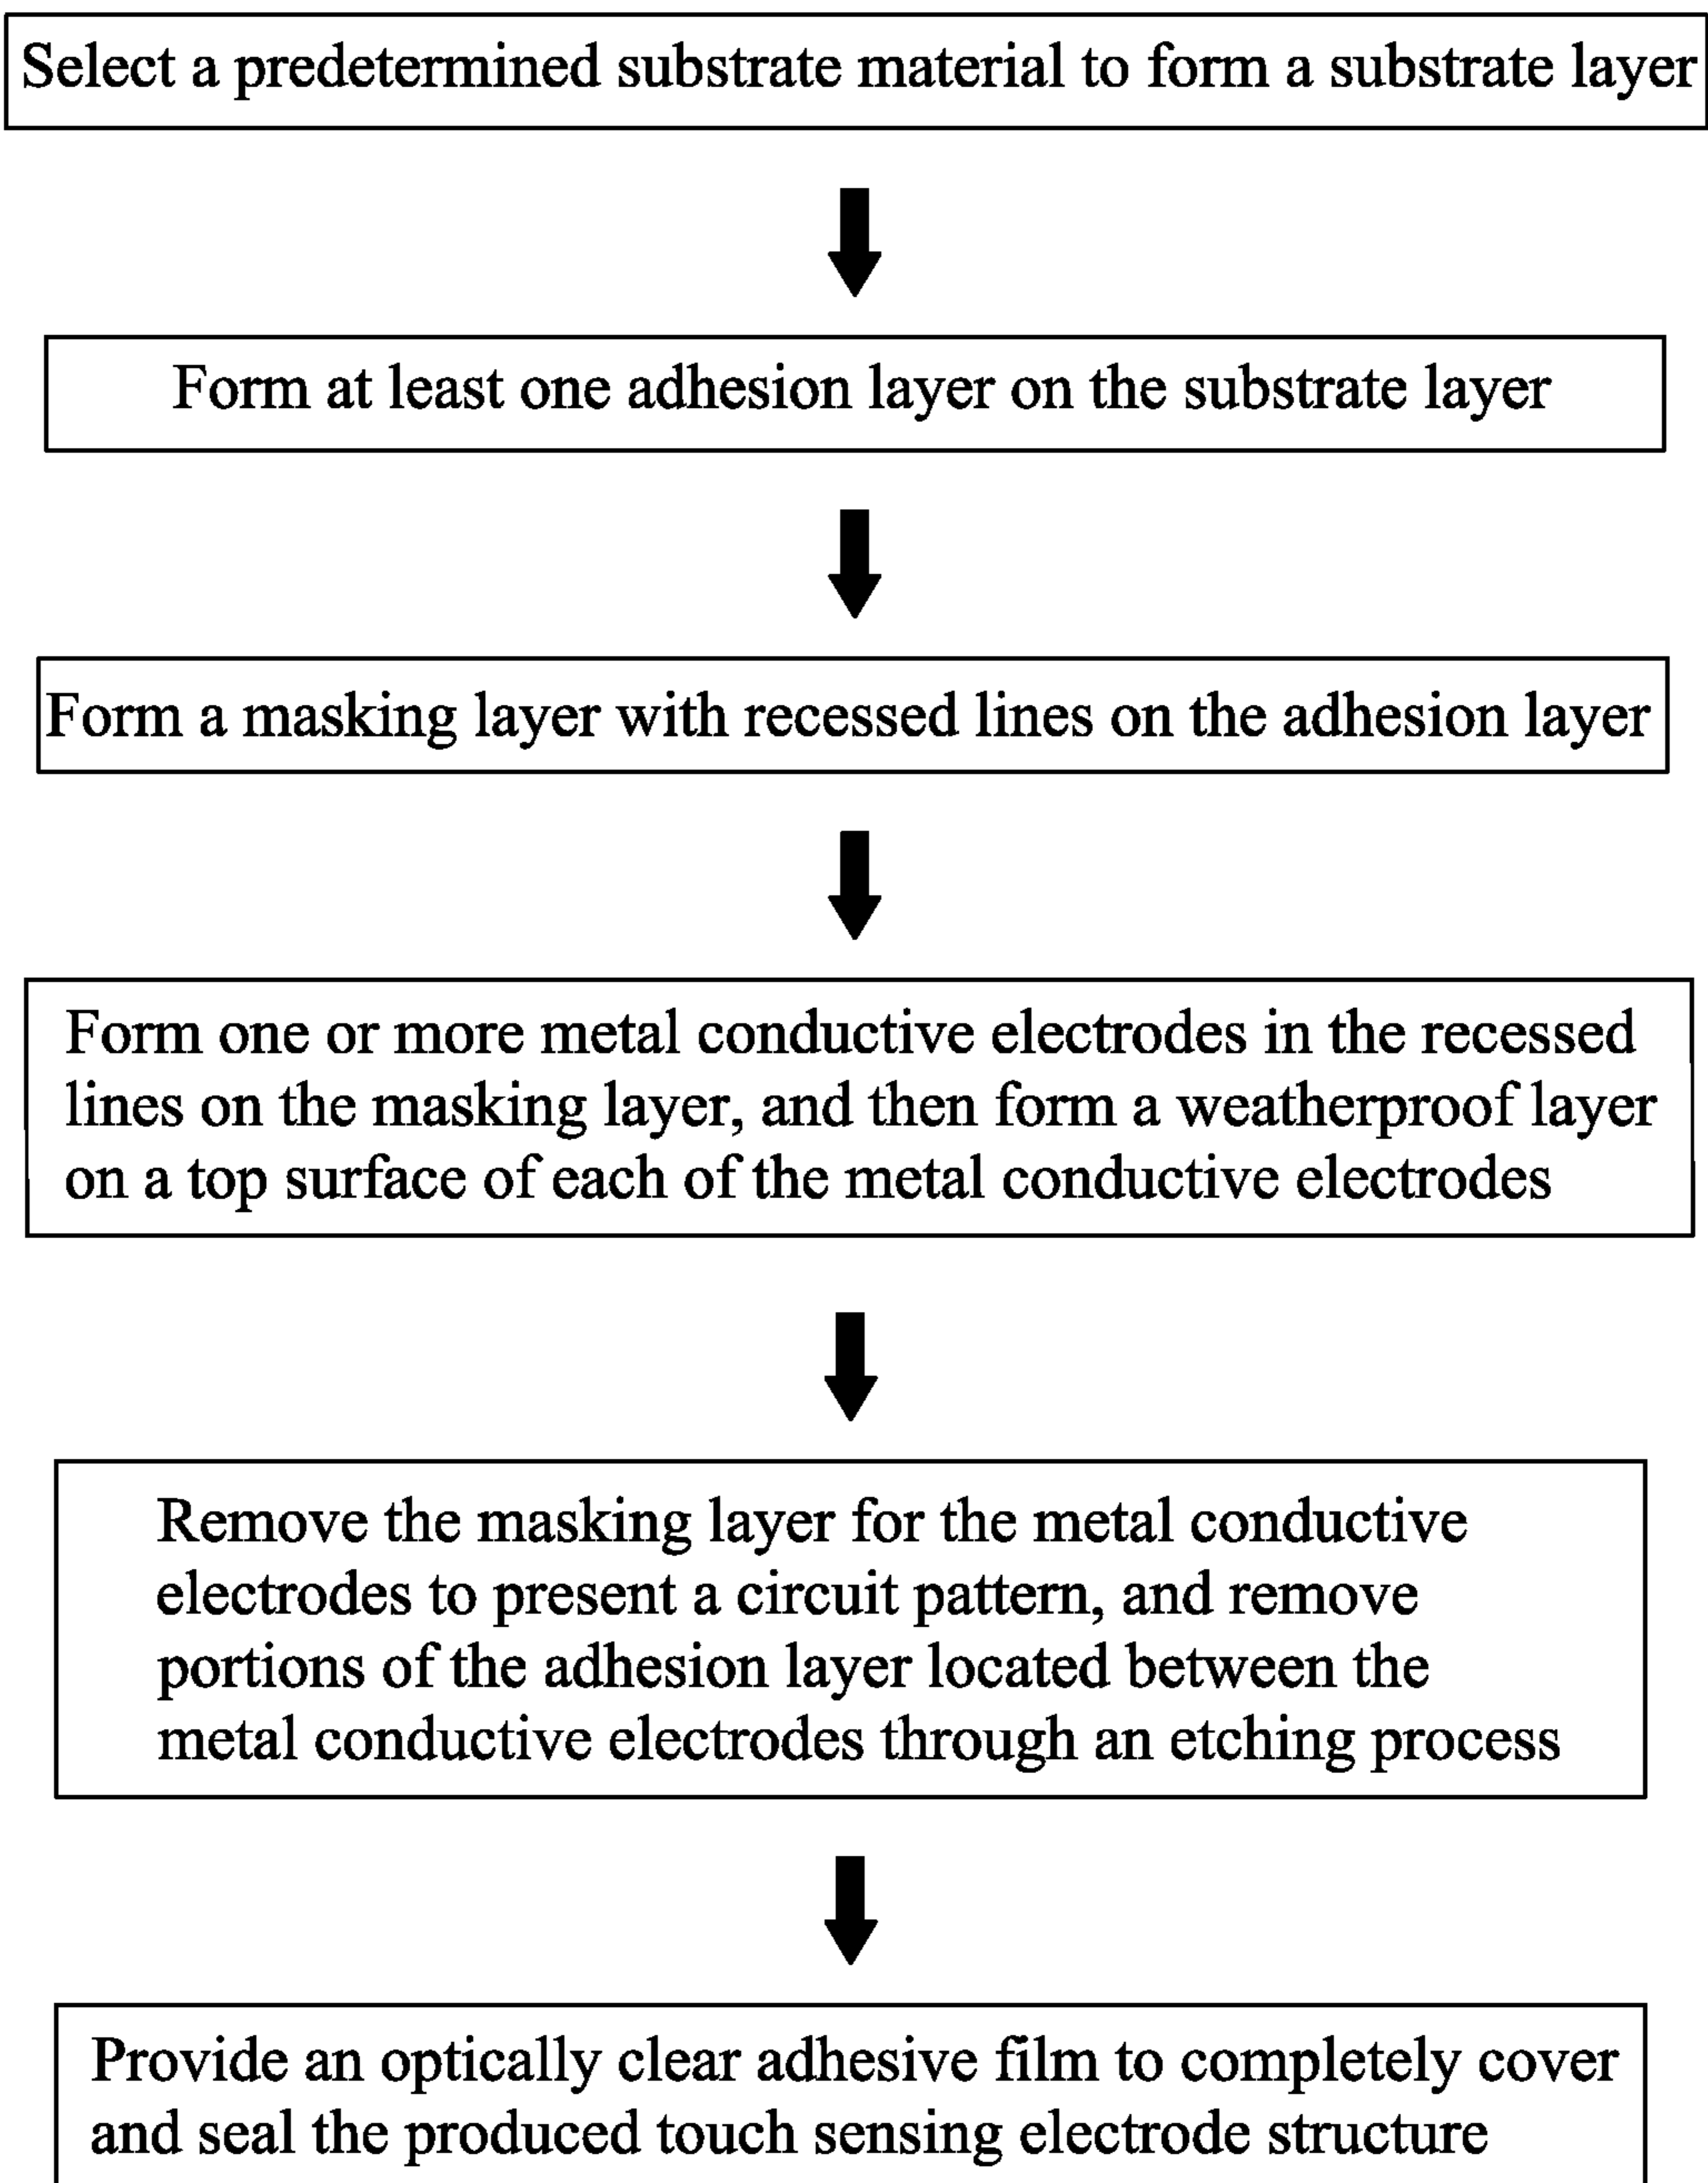 Select a predetermined substrate material to form a substrate layer
Form at least one adhesion layer on the substrate layer
Form a masking layer with recessed lines on the adhesion layer
Form one or more metal conductive electrodes in the recessed
lines on the masking layer, and then form a weatherproof layer
on a top surface of each of the metal conductive electrodes
Remove the masking layer for the metal conductive
electrodes to present a circuit pattern, and remove
portions of the adhesion layer located between the
metal conductive electrodes through an etching process
Provide an optically clear adhesive film to completely cover
and seal the produced touch sensing electrode structure